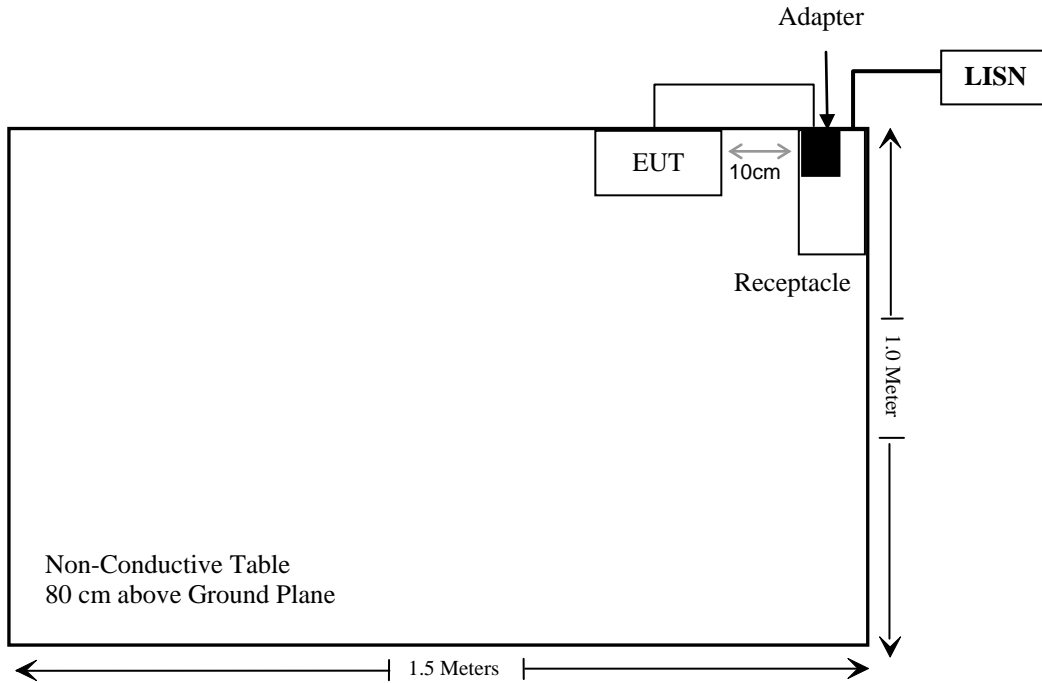 Adapter
LISN
EUT
10cm
Receptacle
1.0 Meter
Non-Conductive Table
80 cm above Ground Plane
1.5 Meters